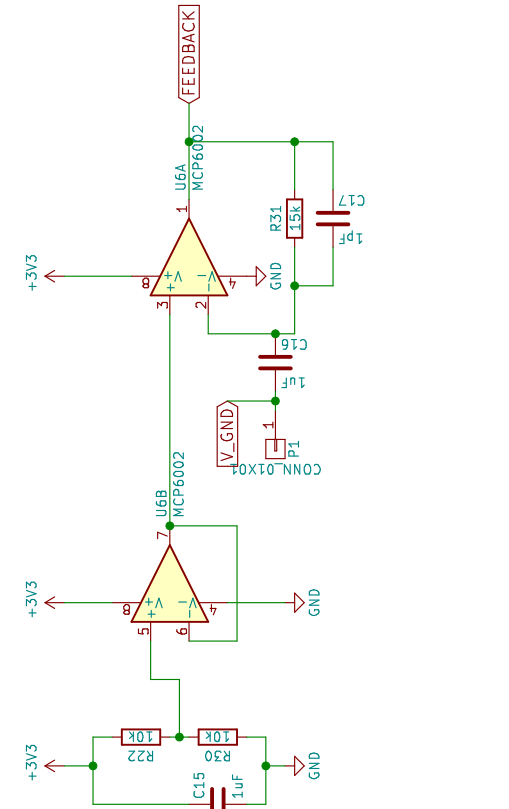 FEEDBACK
U6A
MCP6002
1
R31
15k
C17
1pF
+3V3
8
V+
+
V-
-
4
GND
3
2
C16
1uF
V_GND
1
P1
CONN_01X01
U6B
MCP6002
7
+3V3
8
V+
+
V-
-
4
GND
5
6
10k
R22
10k
R30
+3V3
GND
C15
1uF